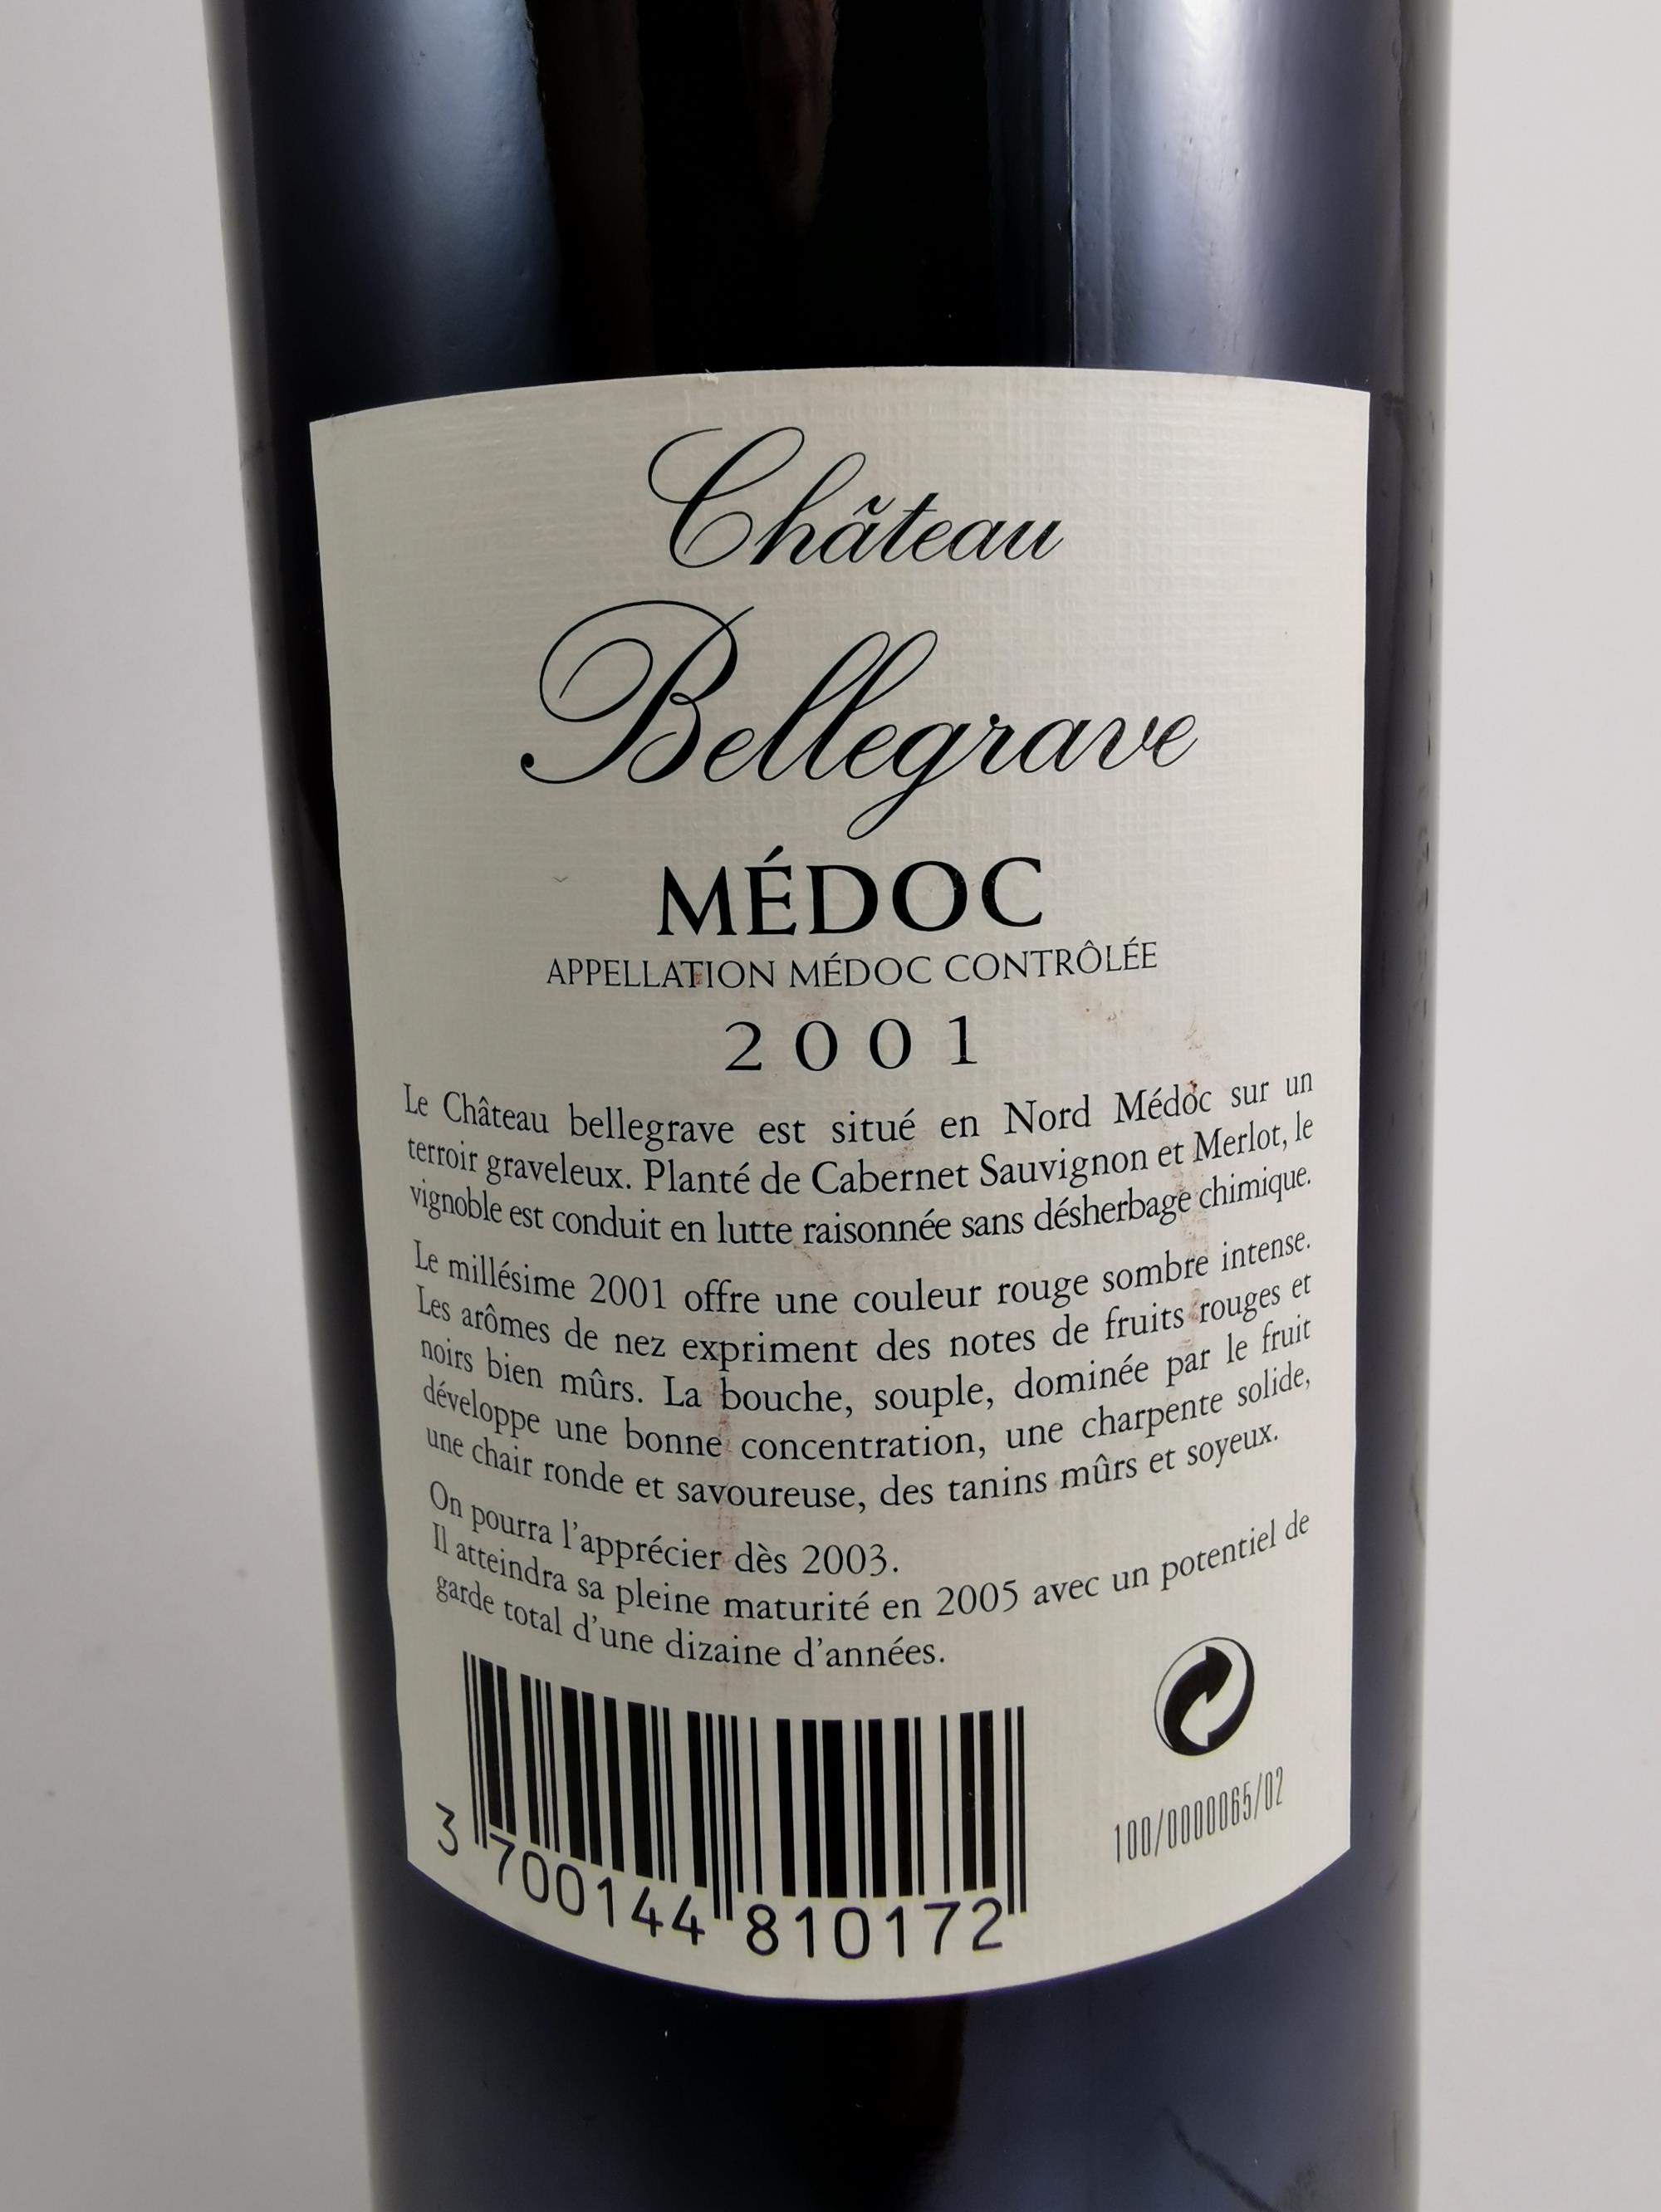 Château
Bellegrave
MÉDOC
APPELLATION MÉDOC CONTRÔLÉE
2001
Le Château bellegrave est situé en Nord Médoc sur un
terroir graveleux. Planté de Cabernet Sauvignon et Merlot, le
vignoble est conduit en lutte raisonnée sans désherbage chimique.
Le millésime 2001 offre une couleur rouge sombre intense.
Les arômes de nez expriment des notes de fruits rouges et
noirs bien mûrs. La bouche, souple, dominée par le fruit
développe une bonne concentration, une charpente solide,
une chair ronde et savoureuse, des tanins mûrs et soyeux.
On pourra l'apprécier dès 2003.
Il atteindra sa pleine maturité en 2005 avec un potentiel de
garde total d'une dizaine d'années.
100/0000065/02
3 700144 810172